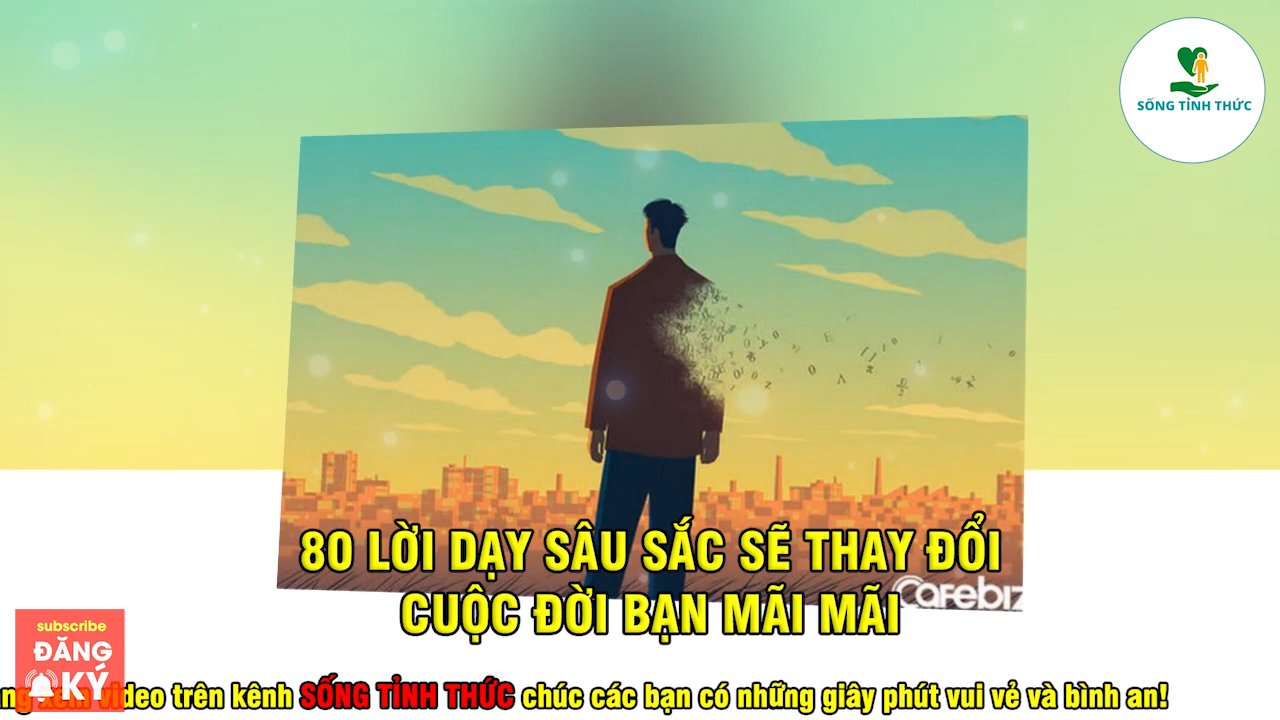 SỐNG TỈNH THỨC
80 LỜI DẠY SÂU SẮC SẼ THAY ĐỔI
CUỘC ĐỜI BẠN MÃI MÃI
cafebiz
subscribe
ĐĂNG
KÝ
xem video trên kênh SỐNG TỈNH THỨC chúc các bạn có những giây phút vui vẻ và bình an!